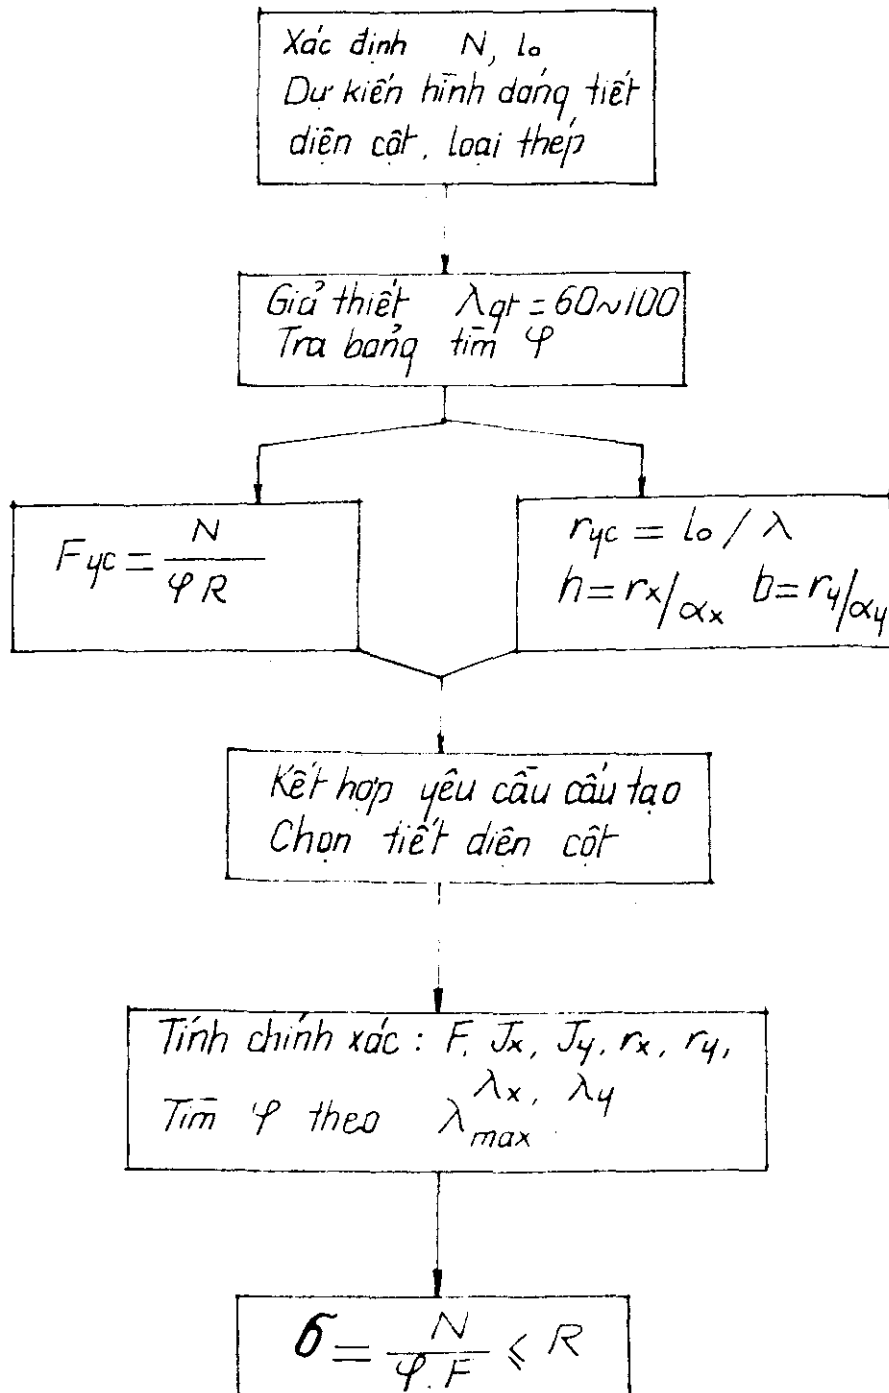 Xác định N, lo
Dự kiến hình dáng tiết
diện cột, loại thép
Giả thiết λgt = 60~100
Tra bảng tìm φ
Fyc = N / φR
ryc = lo / λ
h = rx/αx b = ry/αy
Kết hợp yêu cầu cấu tạo
Chọn tiết diện cột
Tính chính xác : F, Jx, Jy, rx, ry,
λx, λy
Tìm φ theo λmax
σ = N / φ.F ≤ R